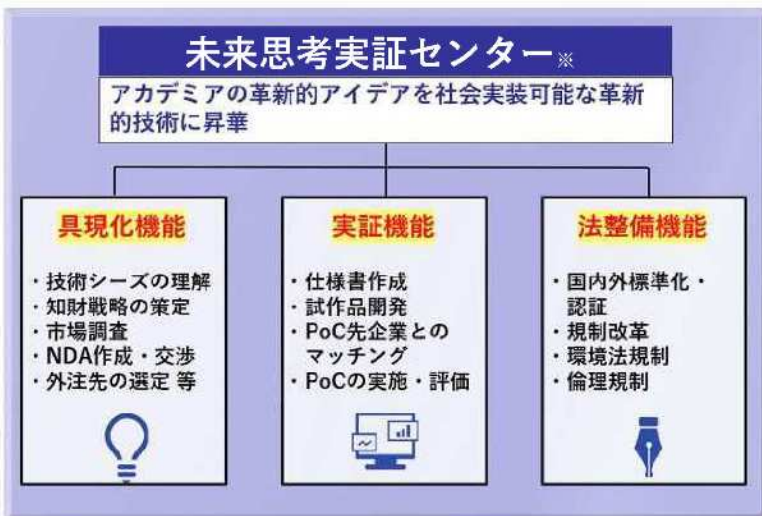 未来思考実証センター※
アカデミアの革新的アイデアを社会実装可能な革新
的技術に昇華
具現化機能
・技術シーズの理解
・知財戦略の策定
・市場調査
・NDA作成・交渉
・外注先の選定 等
実証機能
・仕様書作成
・試作品開発
・PoC先企業との
マッチング
・PoCの実施・評価
法整備機能
・国内外標準化・
認証
・規制改革
・環境法規制
・倫理規制